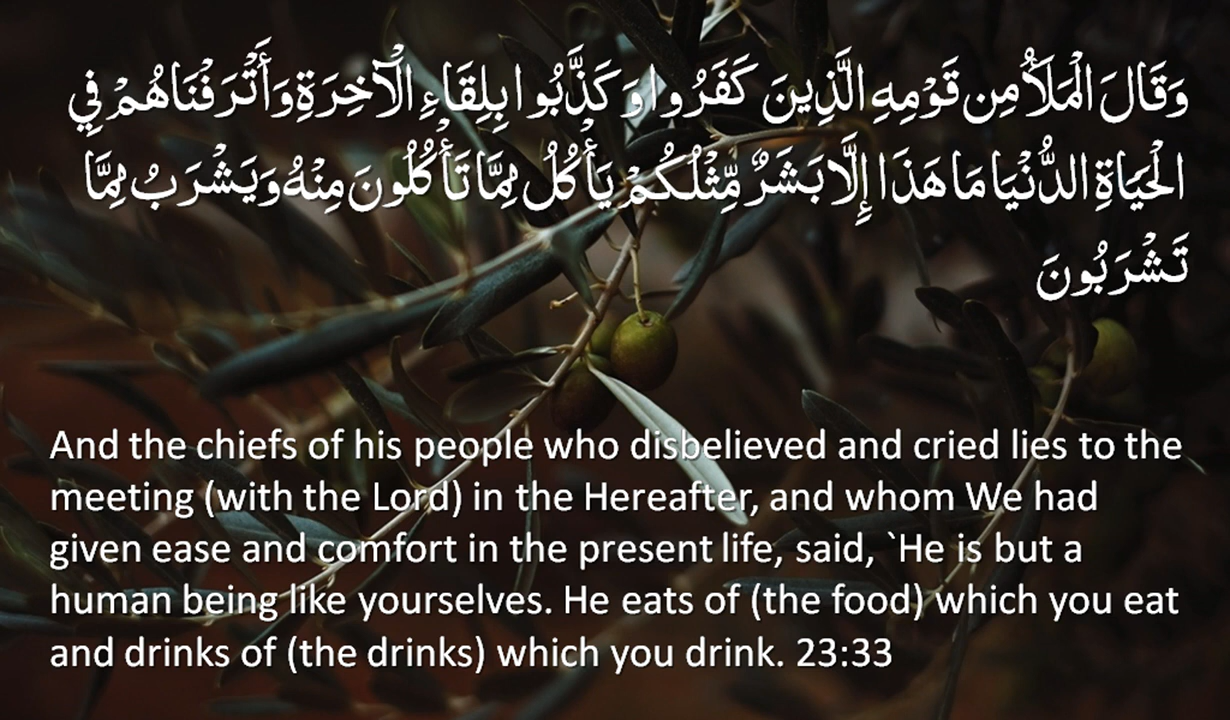 وَقَالَ الْمَلَأُ مِن قَوْمِهِ الَّذِينَ كَفَرُوا وَكَذَّبُوا بِلِقَاءِ الْآخِرَةِ وَأَتْرَفْنَاهُمْ فِي
الْحَيَاةِ الدُّنْيَا مَا هَذَا إِلَّا بَشَرٌ مِّثْلُكُمْ يَأْكُلُ مِمَّا تَأْكُلُونَ مِنْهُ وَيَشْرَبُ مِمَّا
تَشْرَبُونَ
And the chiefs of his people who disbelieved and cried lies to the
meeting (with the Lord) in the Hereafter, and whom We had
given ease and comfort in the present life, said, `He is but a
human being like yourselves. He eats of (the food) which you eat
and drinks of (the drinks) which you drink. 23:33